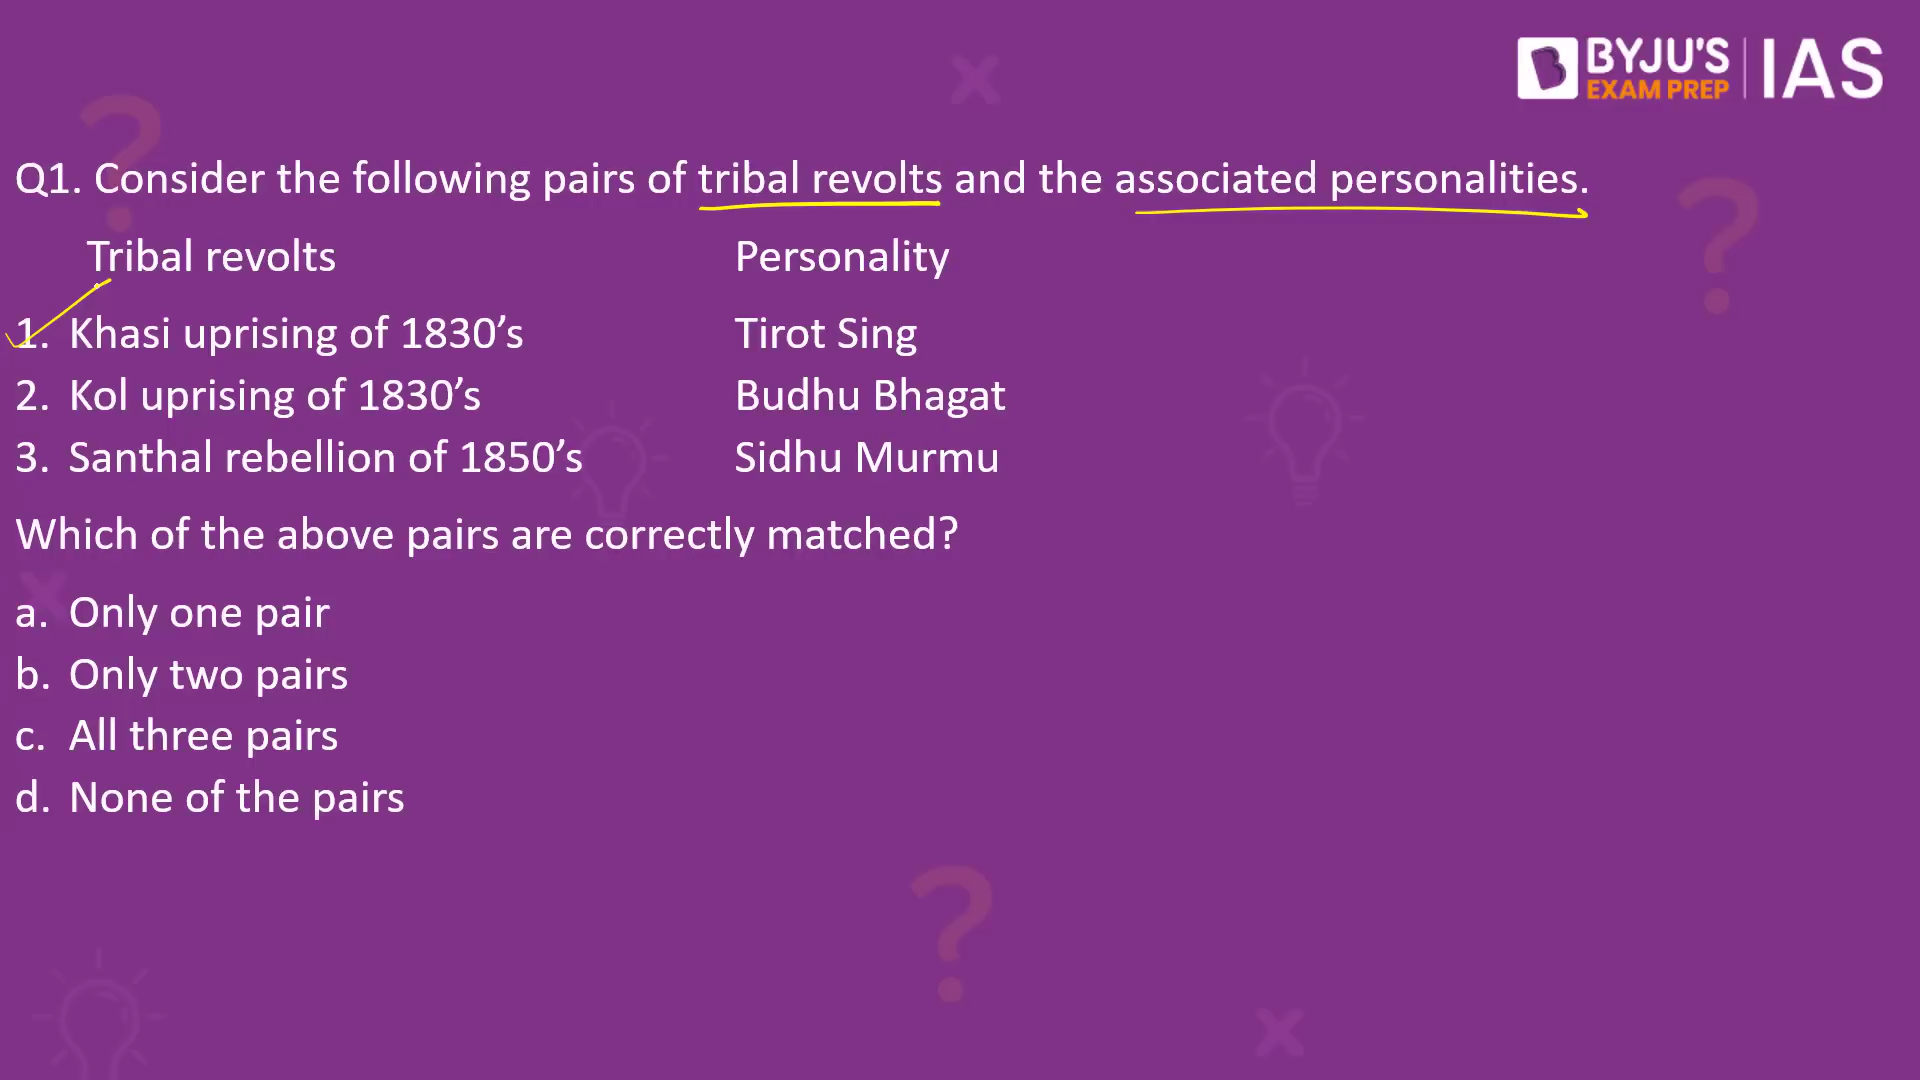 BYJU'S
EXAM PREP
IAS
Q1. Consider the following pairs of tribal revolts and the associated personalities.
Tribal revolts Personality
1. Khasi uprising of 1830’s Tirot Sing
2. Kol uprising of 1830’s Budhu Bhagat
3. Santhal rebellion of 1850’s Sidhu Murmu
Which of the above pairs are correctly matched?
a. Only one pair
b. Only two pairs
c. All three pairs
d. None of the pairs